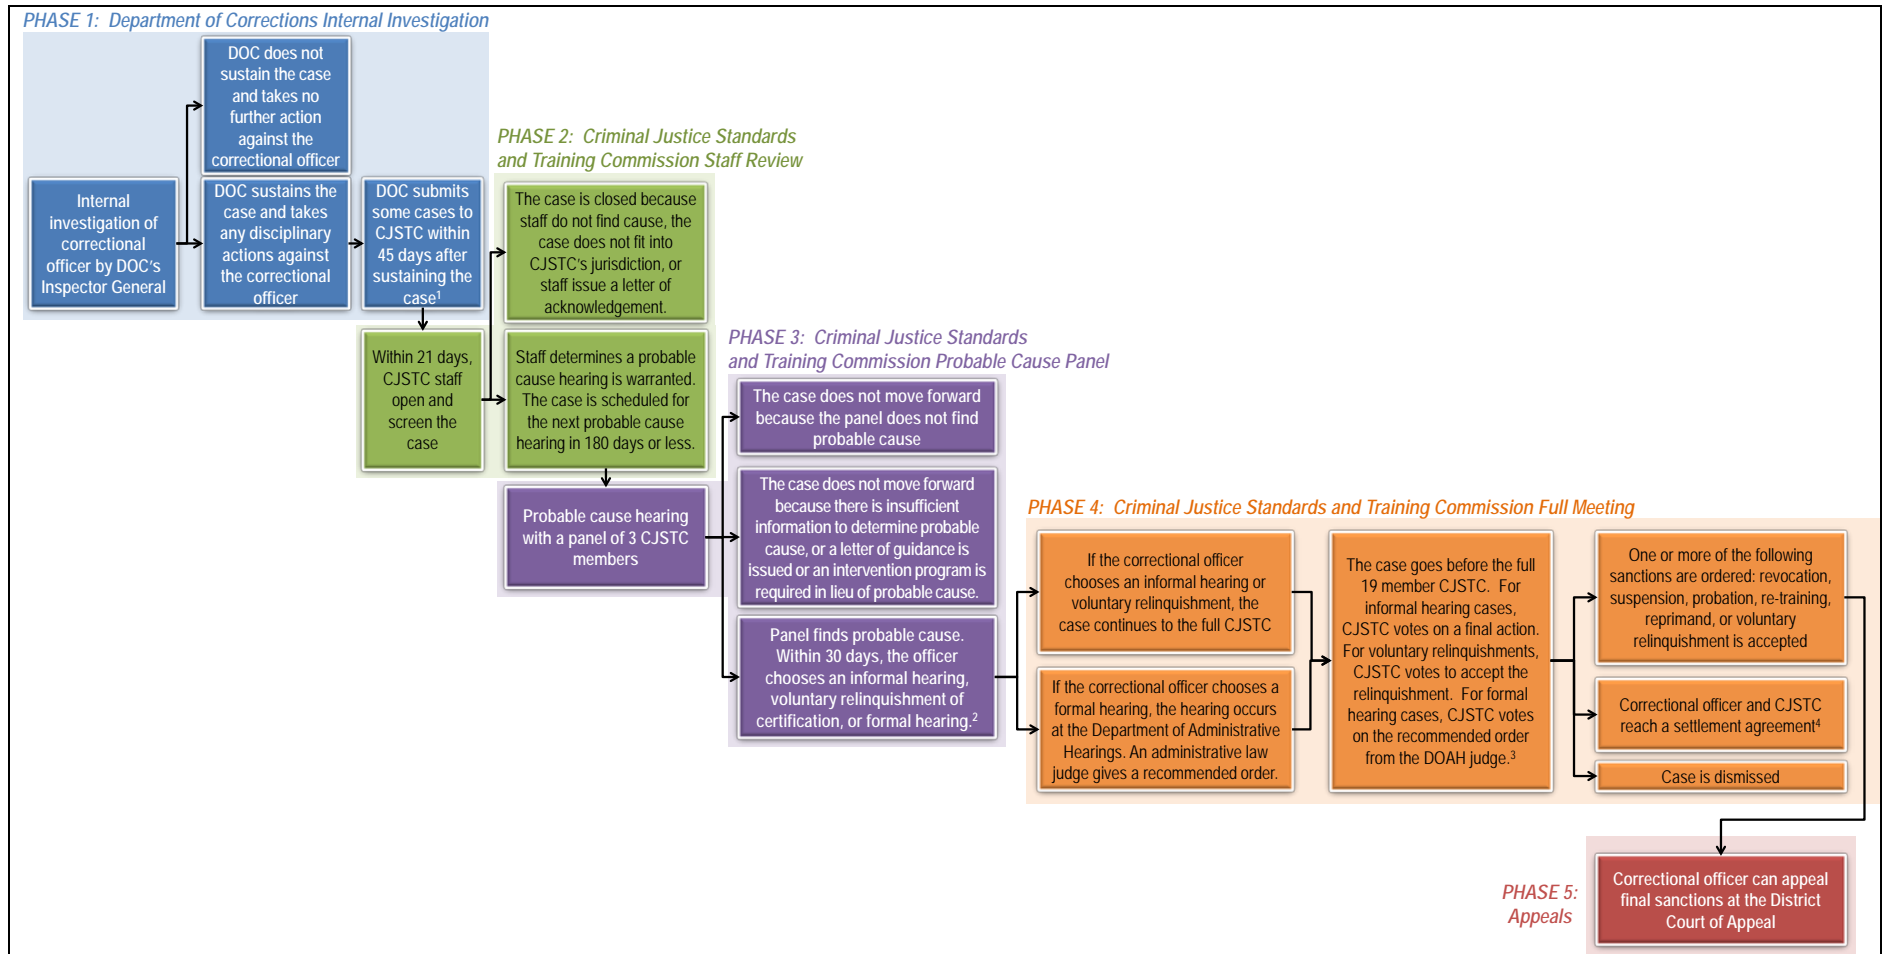 PHASE 1: Department of Corrections Internal Investigation
DOC does not
sustain the case
and takes no
further action
against the
correctional officer
Internal
investigation of
correctional
officer by DOC's
Inspector General
DOC sustains the
case and takes
any disciplinary
actions against
the correctional
officer
DOC submits
some cases to
CJSTC within
45 days after
sustaining the
case1
PHASE 2: Criminal Justice Standards
and Training Commission Staff Review
The case is closed because
staff do not find cause, the
case does not fit into
CJSTC's jurisdiction, or
staff issue a letter of
acknowledgement.
Within 21 days,
CJSTC staff
open and
screen the
case
Staff determines a probable
cause hearing is warranted.
The case is scheduled for
the next probable cause
hearing in 180 days or less.
PHASE 3: Criminal Justice Standards
and Training Commission Probable Cause Panel
The case does not move forward
because the panel does not find
probable cause
Probable cause hearing
with a panel of 3 CJSTC
members
The case does not move forward
because there is insufficient
information to determine probable
cause, or a letter of guidance is
issued or an intervention program is
required in lieu of probable cause.
Panel finds probable cause.
Within 30 days, the officer
chooses an informal hearing,
voluntary relinquishment of
certification, or formal hearing.2
PHASE 4: Criminal Justice Standards and Training Commission Full Meeting
If the correctional officer
chooses an informal hearing or
voluntary relinquishment, the
case continues to the full CJSTC
If the correctional officer chooses a
formal hearing, the hearing occurs
at the Department of Administrative
Hearings. An administrative law
judge gives a recommended order.
The case goes before the full
19 member CJSTC. For
informal hearing cases,
CJSTC votes on a final action.
For voluntary relinquishments,
CJSTC votes to accept the
relinquishment. For formal
hearing cases, CJSTC votes
on the recommended order
from the DOAH judge.3
One or more of the following
sanctions are ordered: revocation,
suspension, probation, re-training,
reprimand, or voluntary
relinquishment is accepted
Correctional officer and CJSTC
reach a settlement agreement4
Case is dismissed
PHASE 5:
Appeals
Correctional officer can appeal
final sanctions at the District
Court of Appeal